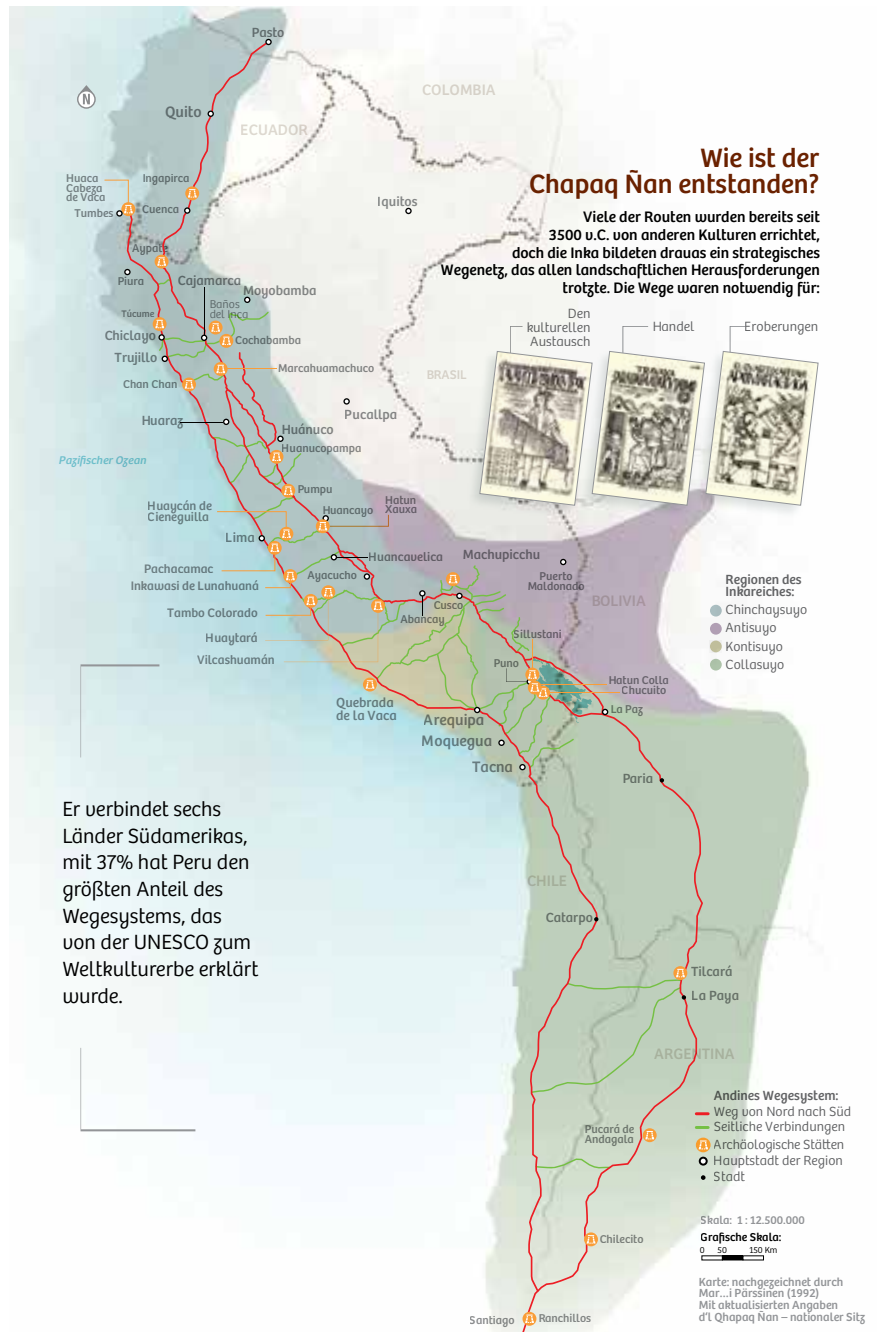 Pasto
COLOMBIA
Quito
ECUADOR
Wie ist der
Chapaq Ñan entstanden?
Huaca
Cabeza
de Vaca
Ingapirca
Tumbes
Cuenca
Iquitos
Viele der Routen wurden bereits seit
3500 v.C. von anderen Kulturen errichtet,
doch die Inka bildeten drauas ein strategisches
Wegenetz, das allen landschaftlichen Herausforderungen
trotzte. Die Wege waren notwendig für:
Aypate
Piura
Cajamarca
Moyobamba
Baños
del Inca
Túcume
Chiclayo
Cochabamba
Trujillo
Marcahuamachuco
Chan Chan
Den
kulturellen
Austausch
Handel
Eroberungen
BRASIL
Pucallpa
Huaraz
Huánuco
Huanucopampa
Pazifischer Ozean
Pumpu
Hatun
Xauxa
Huaycán de
Cieneguilla
Huancayo
Lima
Pachacamac
Huancavelica
Machupicchu
Inkawasi de Lunahuaná
Ayacucho
Puerto
Maldonado
BOLIVIA
Tambo Colorado
Abancay
Cusco
Huaytará
Sillustani
Vilcashuamán
Puno
Hatun Colla
Chucuito
Regionen des
Inkareiches:
Chinchaysuyo
Antisuyo
Kontisuyo
Collasuyo
Quebrada
de la Vaca
Arequipa
La Paz
Moquegua
Tacna
Paria
Er verbindet sechs
Länder Südamerikas,
mit 37% hat Peru den
größten Anteil des
Wegesystems, das
von der UNESCO zum
Weltkulturerbe erklärt
wurde.
CHILE
Catarpo
Tilcará
La Paya
ARGENTINA
Pucará de
Andagala
Andines Wegesystem:
Weg von Nord nach Süd
Seitliche Verbindungen
Archäologische Stätten
Hauptstadt der Region
Stadt
Skala: 1 : 12.500.000
Grafische Skala:
0 50 150 Km
Chilecito
Karte: nachgezeichnet durch
Mar...i Pärssinen (1992)
Mit aktualisierten Angaben
d'l Qhapaq Ñan – nationaler Sitz
Santiago
Ranchillos
N